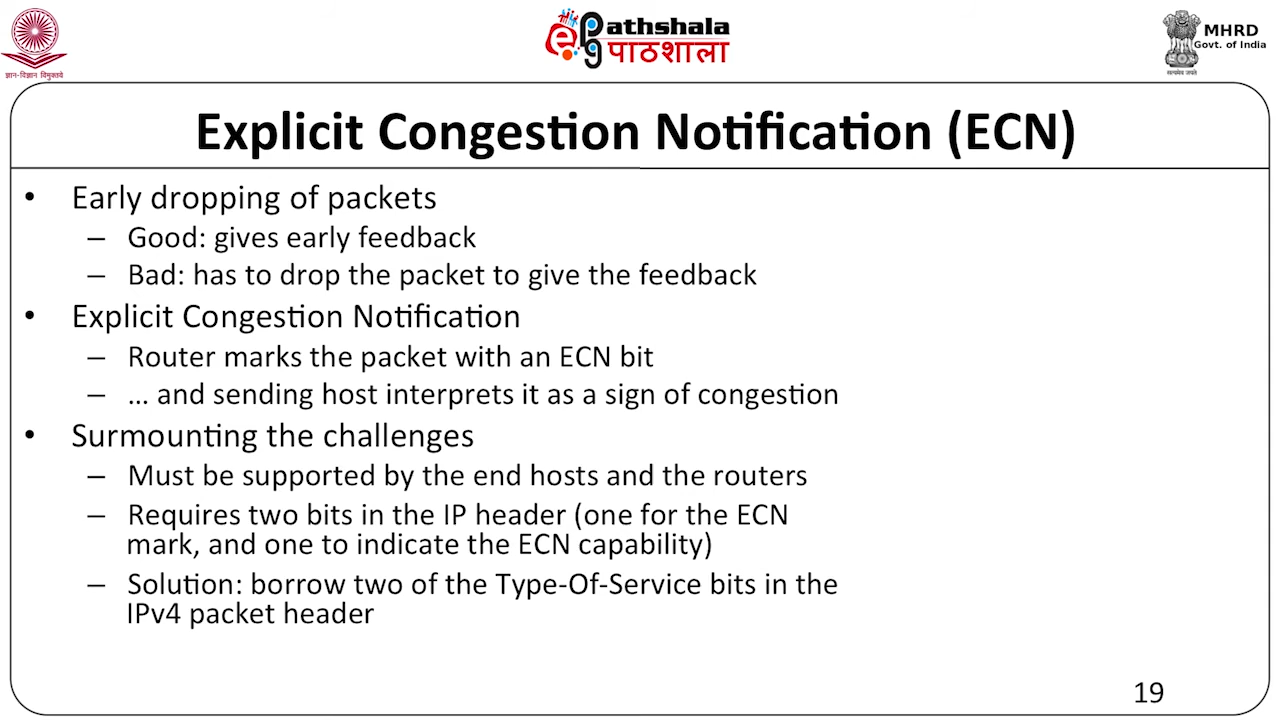 ज्ञान-विज्ञान विमुक्तये
ePathshala
पाठशाला
MHRD
Govt. of India
सत्यमेव जयते
Explicit Congestion Notification (ECN)
• Early dropping of packets
– Good: gives early feedback
– Bad: has to drop the packet to give the feedback
• Explicit Congestion Notification
– Router marks the packet with an ECN bit
– … and sending host interprets it as a sign of congestion
• Surmounting the challenges
– Must be supported by the end hosts and the routers
– Requires two bits in the IP header (one for the ECN
mark, and one to indicate the ECN capability)
– Solution: borrow two of the Type-Of-Service bits in the
IPv4 packet header
19